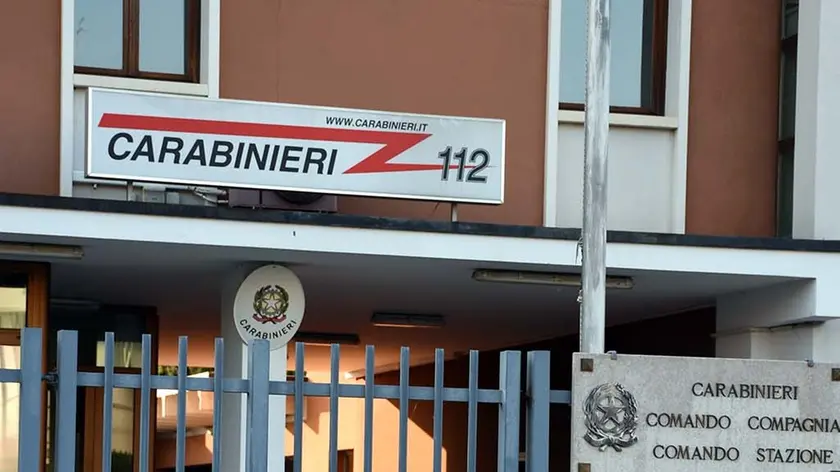 WWW.CARABINIERI.IT
CARABINIERI 112
CARABINIERI
CARABINIERI
COMANDO COMPAGNIA
COMANDO STAZIONE